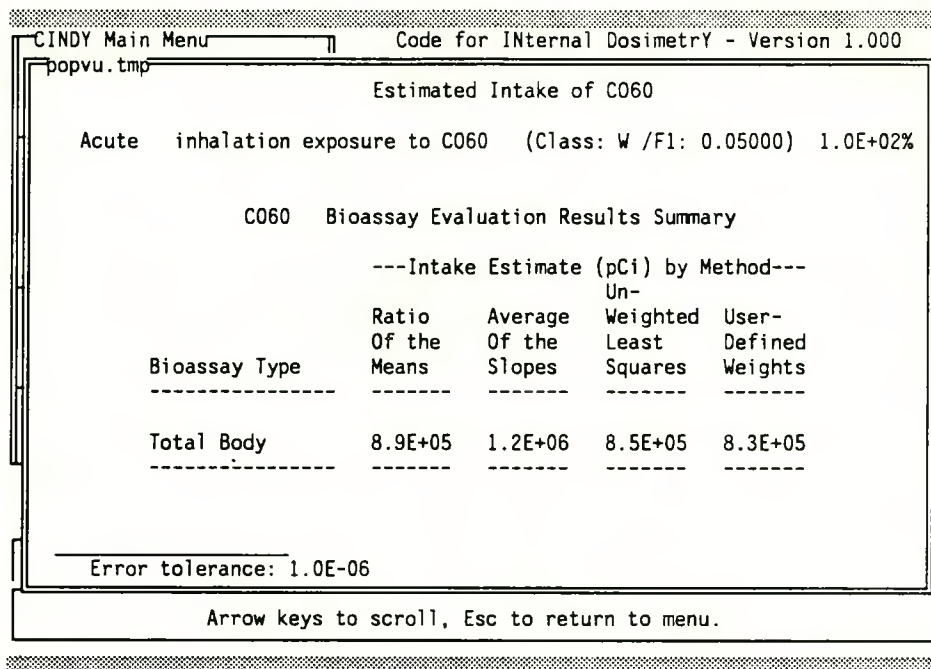 CINDY Main Menu Code for INternal DosimetrY - Version 1.000
popvu.tmp
Estimated Intake of CO60
Acute inhalation exposure to CO60 (Class: W /F1: 0.05000) 1.0E+02%
CO60 Bioassay Evaluation Results Summary
---Intake Estimate (pCi) by Method---
Un-
Ratio Average Weighted User-
Of the Of the Least Defined
Bioassay Type Means Slopes Squares Weights
---------------- ------- ------- ------- -------
Total Body 8.9E+05 1.2E+06 8.5E+05 8.3E+05
---------------- ------- ------- ------- -------
Error tolerance: 1.0E-06
Arrow keys to scroll, Esc to return to menu.